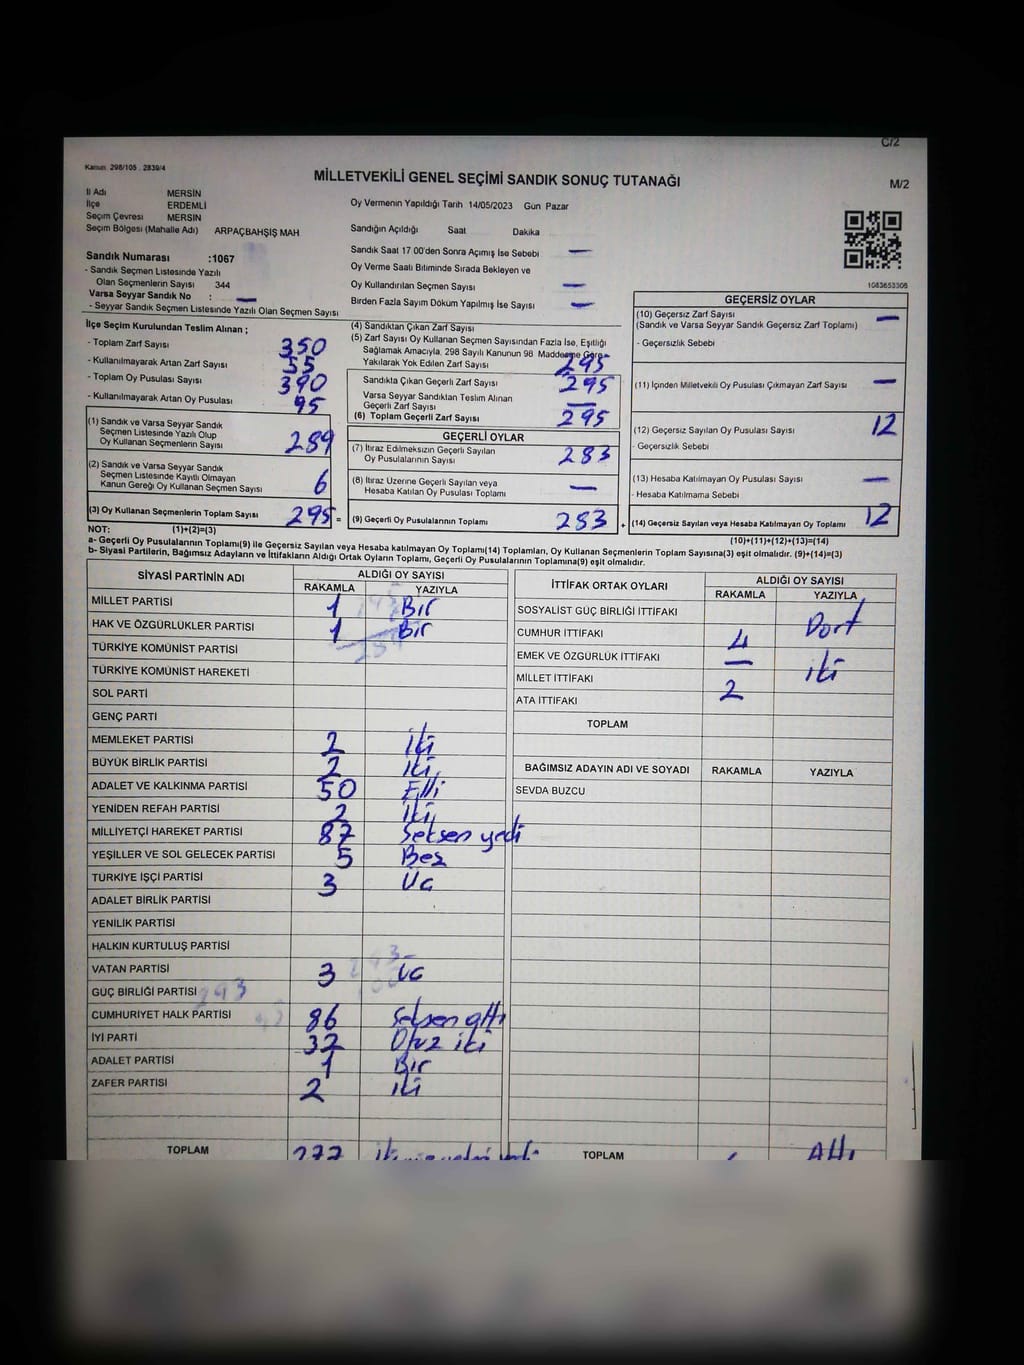 C/2
Kanun 298/105 . 2839/4
MİLLETVEKİLİ GENEL SEÇİMİ SANDIK SONUÇ TUTANAĞI
M/2
İl Adı MERSİN
İlçe ERDEMLİ
Seçim Çevresi MERSİN
Seçim Bölgesi (Mahalle Adı) ARPAÇBAHŞİŞ MAH.
Sandık Numarası :1067
- Sandık Seçmen Listesinde Yazılı
Olan Seçmenlerin Sayısı 344
Varsa Seyyar Sandık No : —
- Seyyar Sandık Seçmen Listesinde Yazılı Olan Seçmen Sayısı
Oy Vermenin Yapıldığı Tarih 14/05/2023 Gün Pazar
Sandığın Açıldığı Saat Dakika
Sandık Saat 17 00'den Sonra Açımış İse Sebebi —
Oy Verme Saati Bitiminde Sırada Bekleyen ve
Oy Kullandırılan Seçmen Sayısı —
Birden Fazla Sayım Döküm Yapılmış İse Sayısı —
1083653306
İlçe Seçim Kurulundan Teslim Alınan ;
- Toplam Zarf Sayısı 350
- Kullanılmayarak Artan Zarf Sayısı 55
- Toplam Oy Pusulası Sayısı 390
- Kullanılmayarak Artan Oy Pusulası 95
(1) Sandık ve Varsa Seyyar Sandık
Seçmen Listesinde Yazılı Olup
Oy Kullanan Seçmenlerin Sayısı 289
(2) Sandık ve Varsa Seyyar Sandık
Seçmen Listesinde Kayıtlı Olmayan
Kanun Gereği Oy Kullanan Seçmen Sayısı 6
(3) Oy Kullanan Seçmenlerin Toplam Sayısı 295 =
(4) Sandıktan Çıkan Zarf Sayısı
(5) Zarf Sayısı Oy Kullanan Seçmen Sayısından Fazla İse, Eşitliği
Sağlamak Amacıyla, 298 Sayılı Kanunun 98 Maddesine Göre
Yakılarak Yok Edilen Zarf Sayısı 295
Sandıkta Çıkan Geçerli Zarf Sayısı 295
Varsa Seyyar Sandıktan Teslim Alınan
Geçerli Zarf Sayısı —
(6) Toplam Geçerli Zarf Sayısı 295
GEÇERLİ OYLAR
(7) İtiraz Edilmeksizin Geçerli Sayılan
Oy Pusulalarının Sayısı 283
(8) İtiraz Üzerine Geçerli Sayılan veya
Hesaba Katılan Oy Pusulası Toplamı —
(9) Geçerli Oy Pusulalarının Toplamı 283 +
GEÇERSİZ OYLAR
(10) Geçersiz Zarf Sayısı —
(Sandık ve Varsa Seyyar Sandık Geçersiz Zarf Toplamı)
- Geçersizlik Sebebi
(11) İçinden Milletvekili Oy Pusulası Çıkmayan Zarf Sayısı —
(12) Geçersiz Sayılan Oy Pusulası Sayısı 12
- Geçersizlik Sebebi
(13) Hesaba Katılmayan Oy Pusulası Sayısı —
- Hesaba Katılmama Sebebi
(14) Geçersiz Sayılan veya Hesaba Katılmayan Oy Toplamı 12
NOT: (1)+(2)=(3) (10)+(11)+(12)+(13)=(14)
a- Geçerli Oy Pusulalarının Toplamı(9) ile Geçersiz Sayılan veya Hesaba katılmayan Oy Toplamı(14) Toplamları, Oy Kullanan Seçmenlerin Toplam Sayısına(3) eşit olmalıdır. (9)+(14)=(3)
b- Siyasi Partilerin, Bağımsız Adayların ve İttifakların Aldığı Ortak Oyların Toplamı, Geçerli Oy Pusulalarının Toplamına(9) eşit olmalıdır.
SİYASİ PARTİNİN ADI ALDIĞI OY SAYISI
RAKAMLA YAZIYLA
MİLLET PARTİSİ 1 Bir
HAK VE ÖZGÜRLÜKLER PARTİSİ 1 Bir
TÜRKİYE KOMÜNİST PARTİSİ
TÜRKİYE KOMÜNİST HAREKETİ
SOL PARTİ
GENÇ PARTİ
MEMLEKET PARTİSİ 2 iki
BÜYÜK BİRLİK PARTİSİ 2 iki
ADALET VE KALKINMA PARTİSİ 50 Elli
YENİDEN REFAH PARTİSİ 2 iki
MİLLİYETÇİ HAREKET PARTİSİ 87 Seksen yedi
YEŞİLLER VE SOL GELECEK PARTİSİ 5 Beş
TÜRKİYE İŞÇİ PARTİSİ 3 Üç
ADALET BİRLİK PARTİSİ
YENİLİK PARTİSİ
HALKIN KURTULUŞ PARTİSİ
VATAN PARTİSİ 3 Üç
GÜÇ BİRLİĞİ PARTİSİ 293
CUMHURİYET HALK PARTİSİ 86 Seksen altı
İYİ PARTİ 32 Otuz iki
ADALET PARTİSİ 1 Bir
ZAFER PARTİSİ 2 iki
TOPLAM 277
İTTİFAK ORTAK OYLARI ALDIĞI OY SAYISI
RAKAMLA YAZIYLA
SOSYALİST GÜÇ BİRLİĞİ İTTİFAKI
CUMHUR İTTİFAKI 4 Dört
EMEK VE ÖZGÜRLÜK İTTİFAKI —
MİLLET İTTİFAKI 2 iki
ATA İTTİFAKI
TOPLAM
BAĞIMSIZ ADAYIN ADI VE SOYADI RAKAMLA YAZIYLA
SEVDA BUZCU
TOPLAM Altı